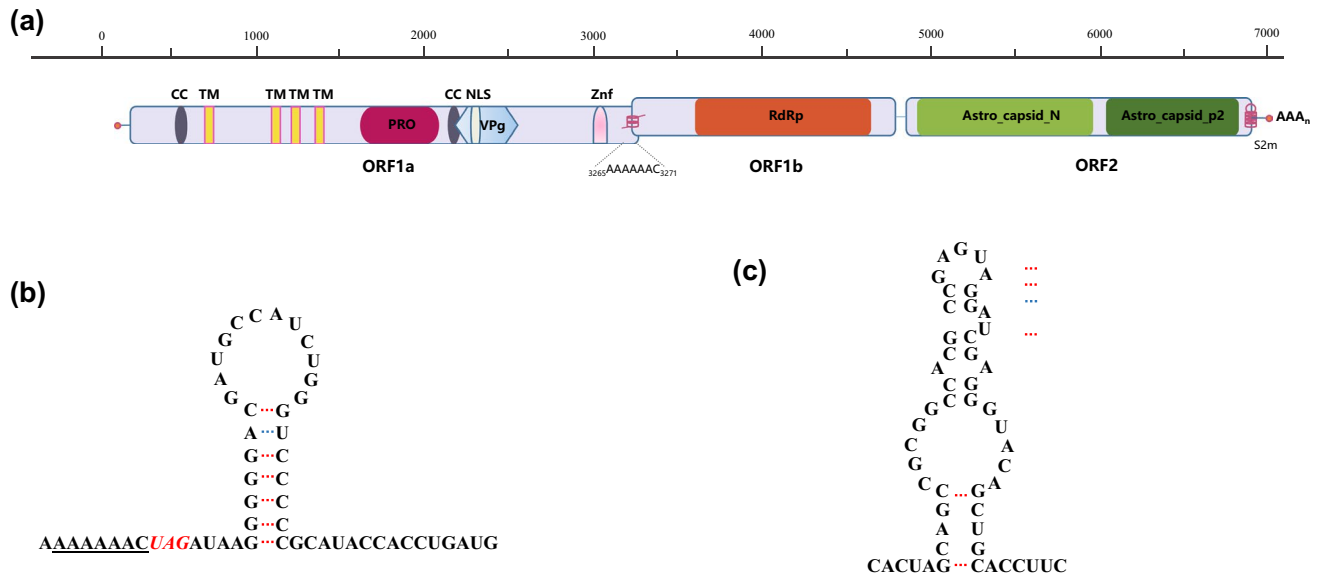 (a)
0 1000 2000 3000 4000 5000 6000 7000
CC TM TM TM TM CC NLS Znf
PRO VPg RdRp Astro_capsid_N Astro_capsid_p2 AAAn
S2m
ORF1a ORF1b ORF2
3265AAAAAAC3271
(b)
C C A U
G C
U U
A G
G G
C···G
A···U
G···C
G···C
G···C
G···C
AAAAAAACUAGAUAAG···CGCAUACCACCUGAUG
(c)
A G U
G A
C G
C G A
U
G C
C G
A A
C G
C G
G G
G U
C A
G C
C A
C···G
G C
A U
C G
CACUAG···CACCUUC